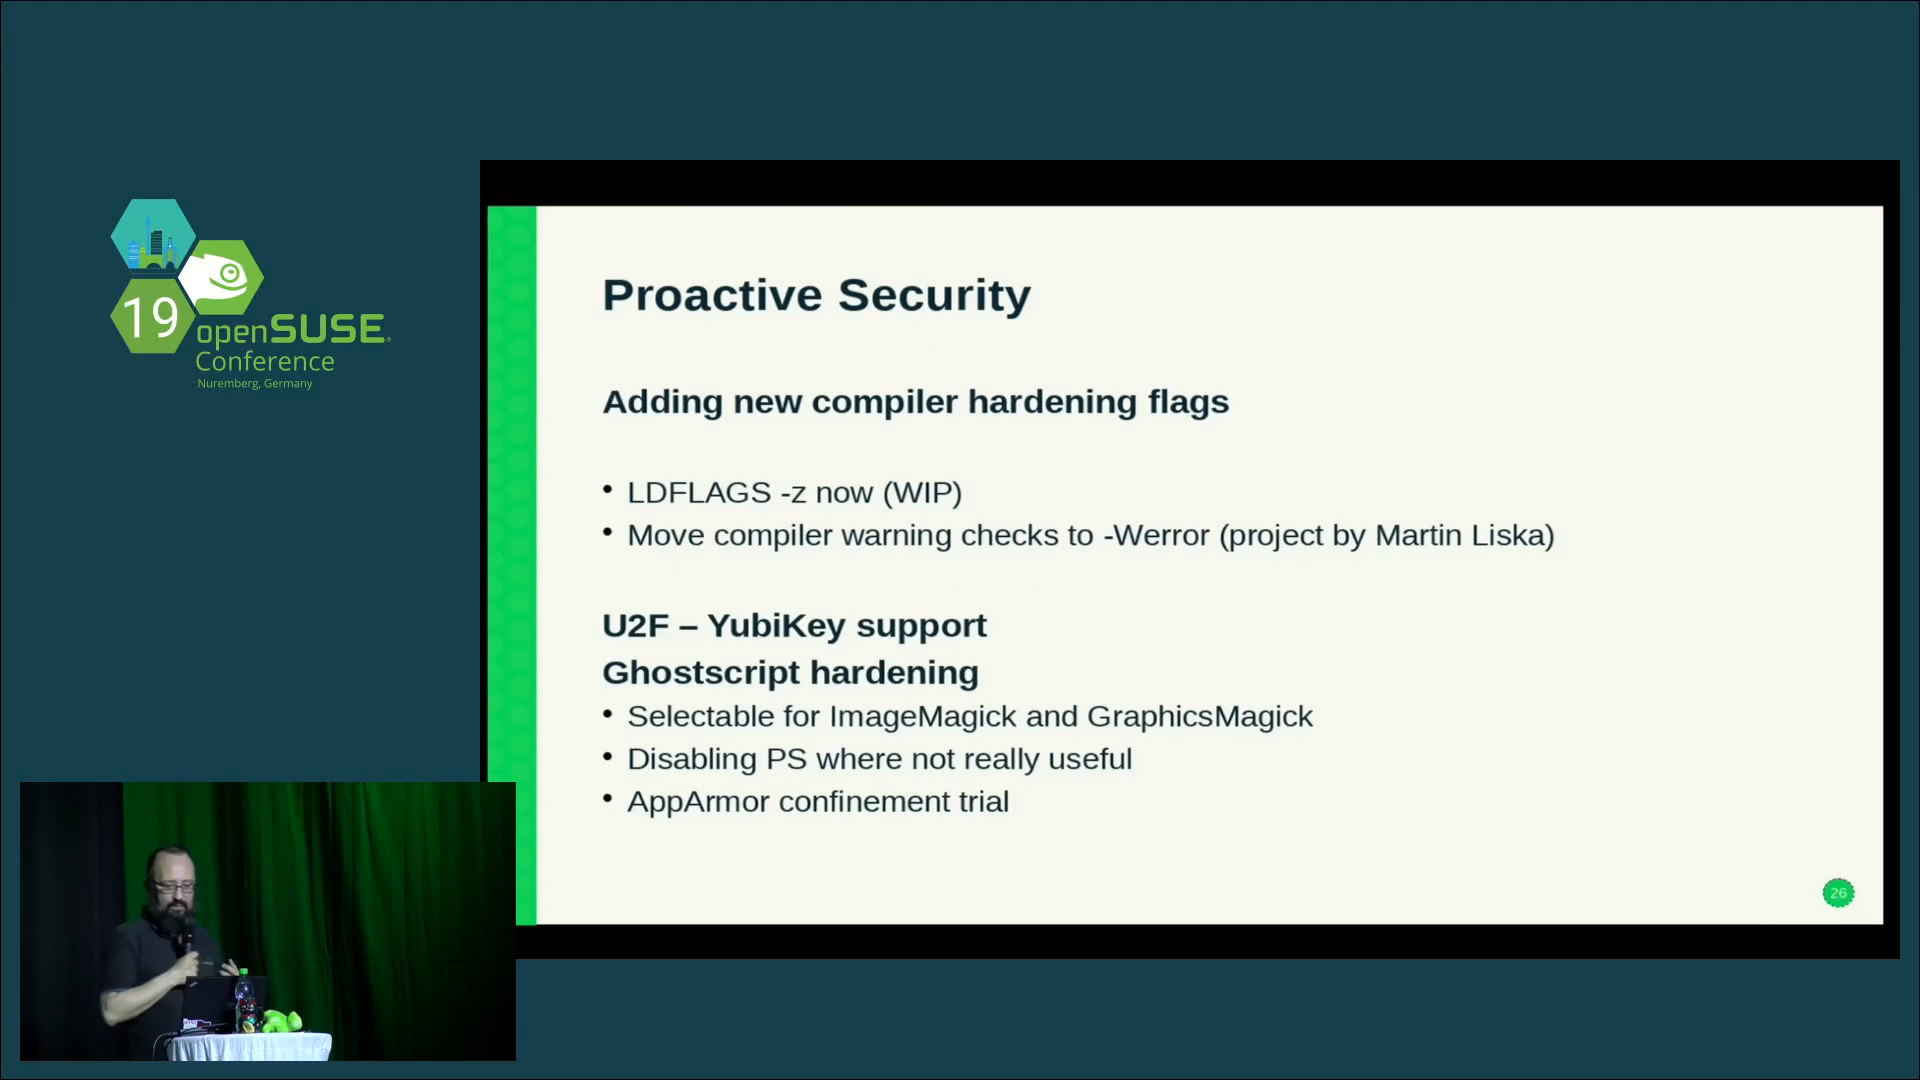 19
openSUSE
Conference
Nuremberg, Germany
Proactive Security
Adding new compiler hardening flags
• LDFLAGS -z now (WIP)
• Move compiler warning checks to -Werror (project by Martin Liska)
U2F – YubiKey support
Ghostscript hardening
• Selectable for ImageMagick and GraphicsMagick
• Disabling PS where not really useful
• AppArmor confinement trial
26